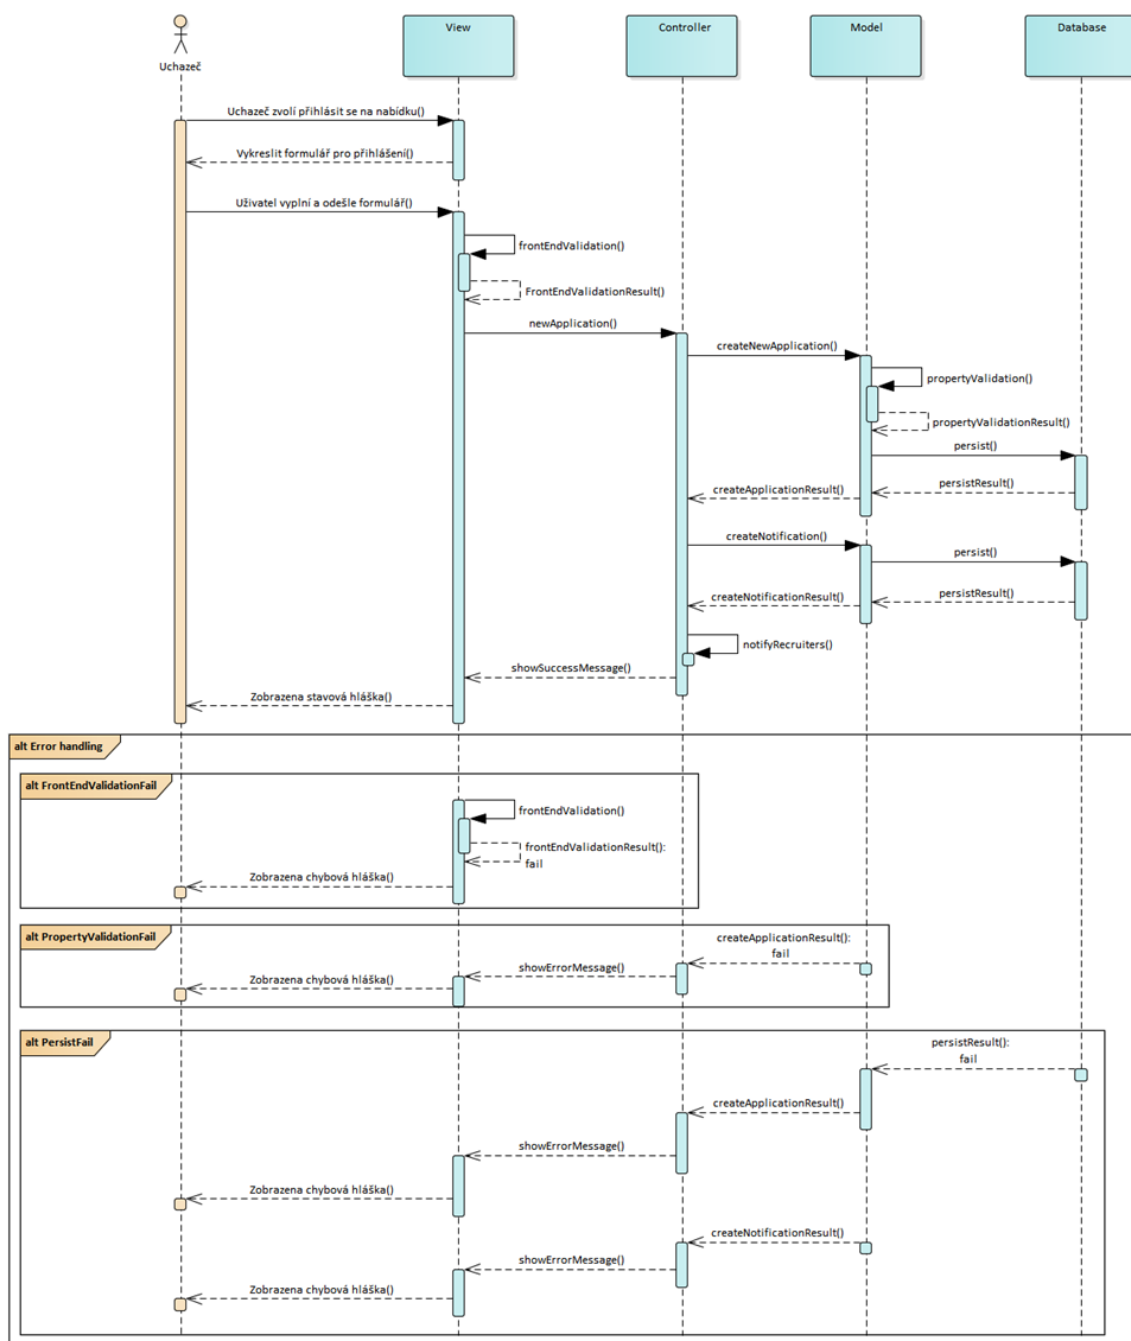 View
Controller
Model
Database
Uchazeč
Uchazeč zvolí přihlásit se na nabídku()
Vykreslit formulář pro přihlášení()
Uživatel vyplní a odešle formulář()
frontEndValidation()
FrontEndValidationResult()
newApplication()
createNewApplication()
propertyValidation()
propertyValidationResult()
persist()
persistResult()
createApplicationResult()
createNotification()
persist()
persistResult()
createNotificationResult()
notifyRecruiters()
showSuccessMessage()
Zobrazena stavová hláška()
alt Error handling
alt FrontEndValidationFail
frontEndValidation()
frontEndValidationResult():
fail
Zobrazena chybová hláška()
alt PropertyValidationFail
createApplicationResult():
fail
showErrorMessage()
Zobrazena chybová hláška()
alt PersistFail
persistResult():
fail
createApplicationResult()
showErrorMessage()
Zobrazena chybová hláška()
createNotificationResult()
showErrorMessage()
Zobrazena chybová hláška()